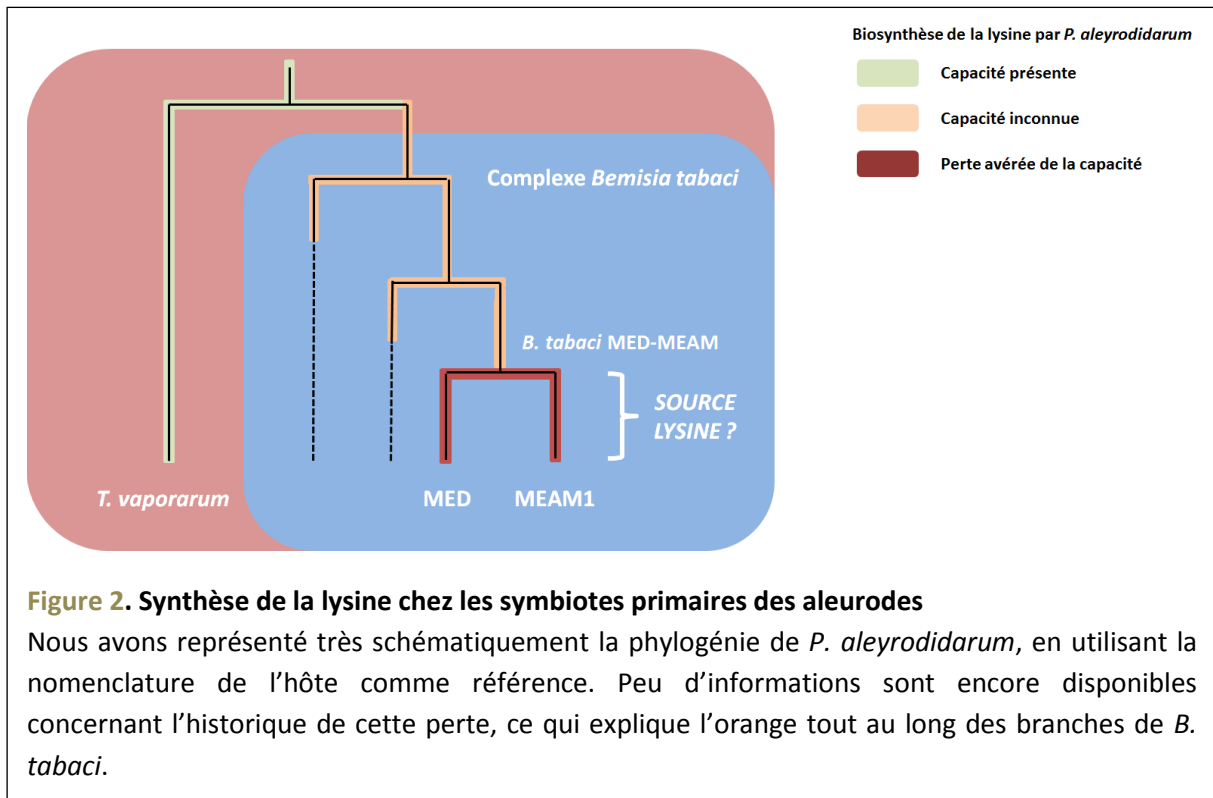 Biosynthèse de la lysine par P. aleyrodidarum
Capacité présente
Capacité inconnue
Perte avérée de la capacité
Complexe Bemisia tabaci
B. tabaci MED-MEAM
SOURCE
LYSINE ?
T. vaporarum
MED
MEAM1
Figure 2. Synthèse de la lysine chez les symbiotes primaires des aleurodes
Nous avons représenté très schématiquement la phylogénie de P. aleyrodidarum, en utilisant la
nomenclature de l’hôte comme référence. Peu d’informations sont encore disponibles
concernant l’historique de cette perte, ce qui explique l’orange tout au long des branches de B.
tabaci.